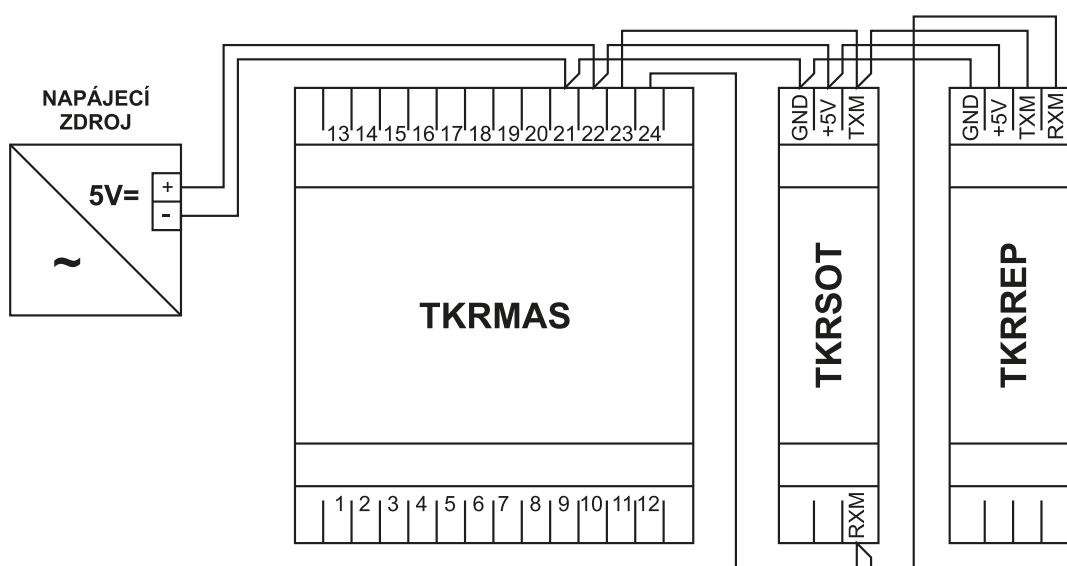 NAPÁJECÍ
ZDROJ
5V=
+
-
~
13 14 15 16 17 18 19 20 21 22 23 24
TKRMAS
1 2 3 4 5 6 7 8 9 10 11 12
GND
+5V
TXM
TKRSOT
RXM
GND
+5V
TXM
RXM
TKRREP